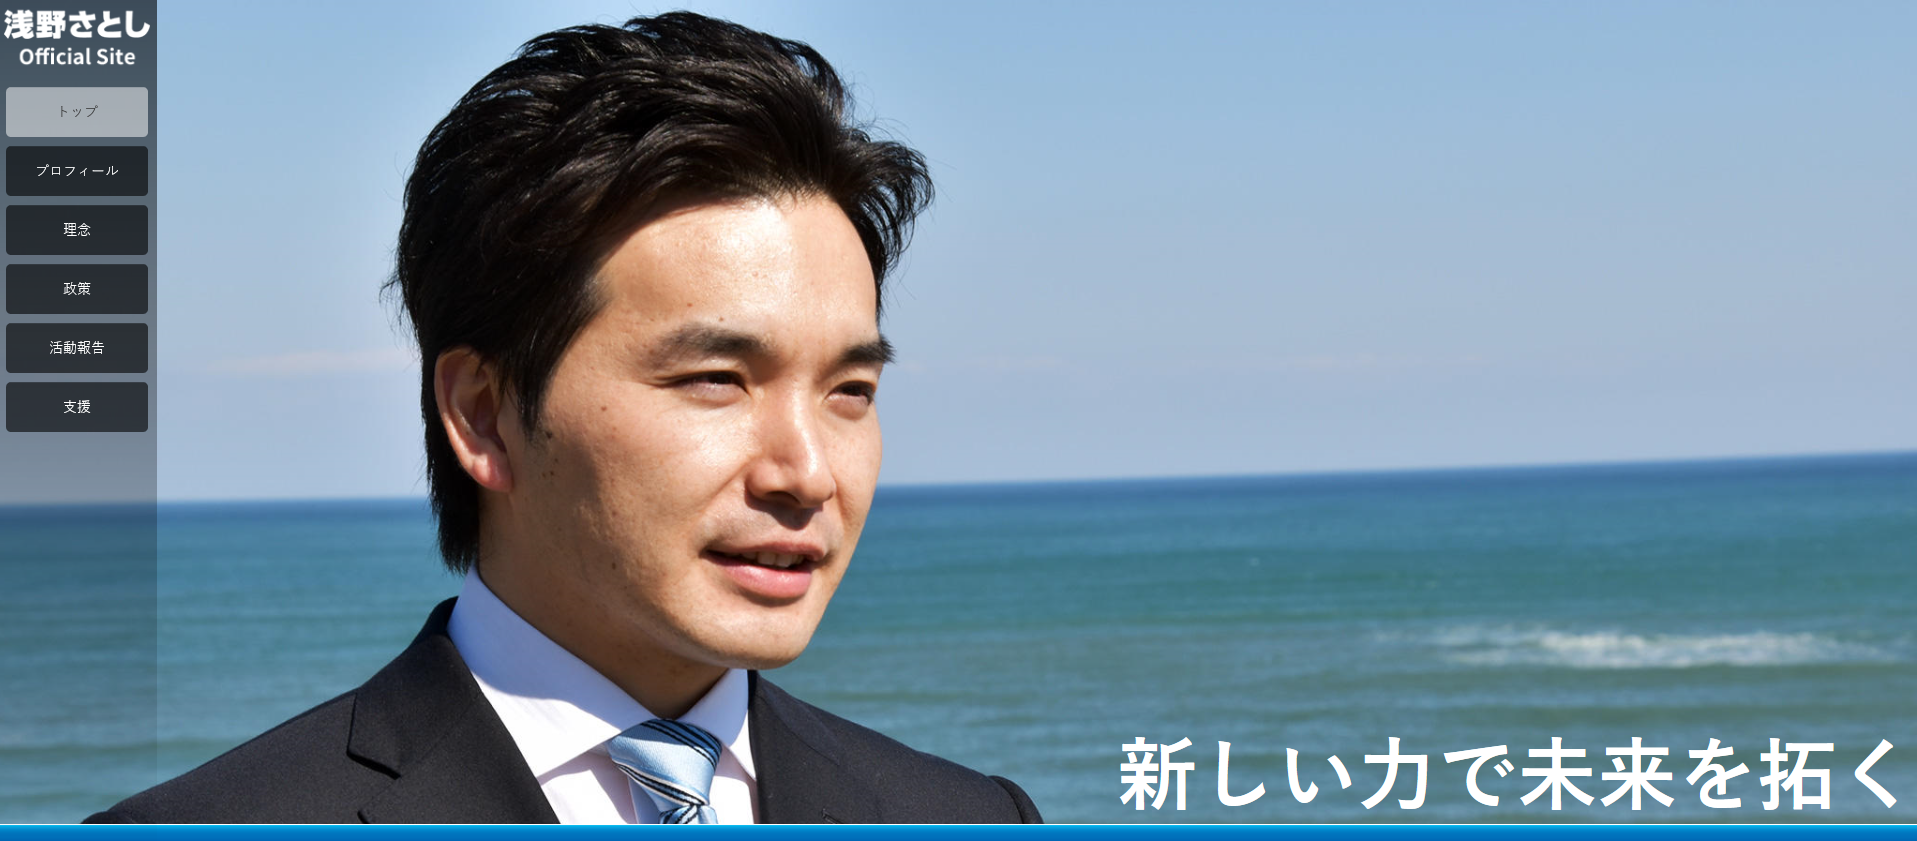 浅野さとし
Official Site
トップ
プロフィール
理念
政策
活動報告
支援
新しい力で未来を拓く